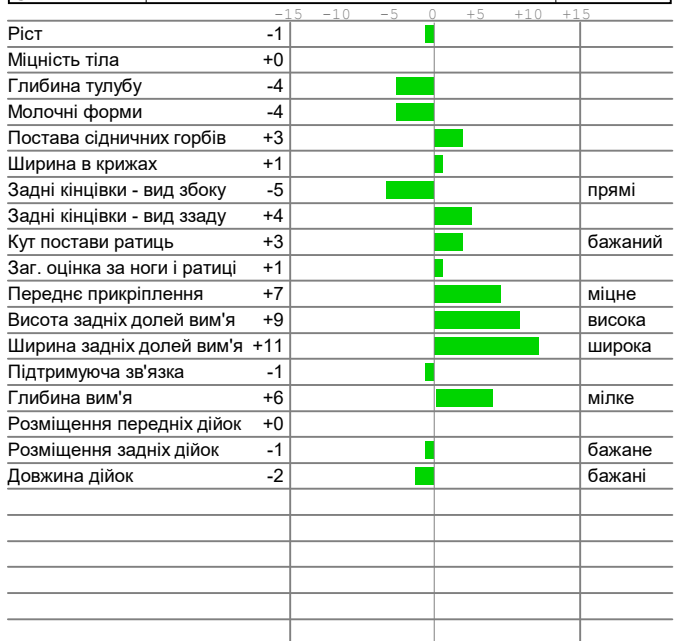 -15 -10 -5 0 +5 +10 +15
Ріст -1
Міцність тіла +0
Глибина тулубу -4
Молочні форми -4
Постава сідничних горбів +3
Ширина в крижах +1
Задні кінцівки - вид збоку -5 прямі
Задні кінцівки - вид ззаду +4
Кут постави ратиць +3 бажаний
Заг. оцінка за ноги і ратиці +1
Переднє прикріплення +7 міцне
Висота задніх долей вим'я +9 висока
Ширина задніх долей вим'я +11 широка
Підтримуюча зв'язка -1
Глибина вим'я +6 мілке
Розміщення передніх дійок +0
Розміщення задніх дійок -1 бажане
Довжина дійок -2 бажані